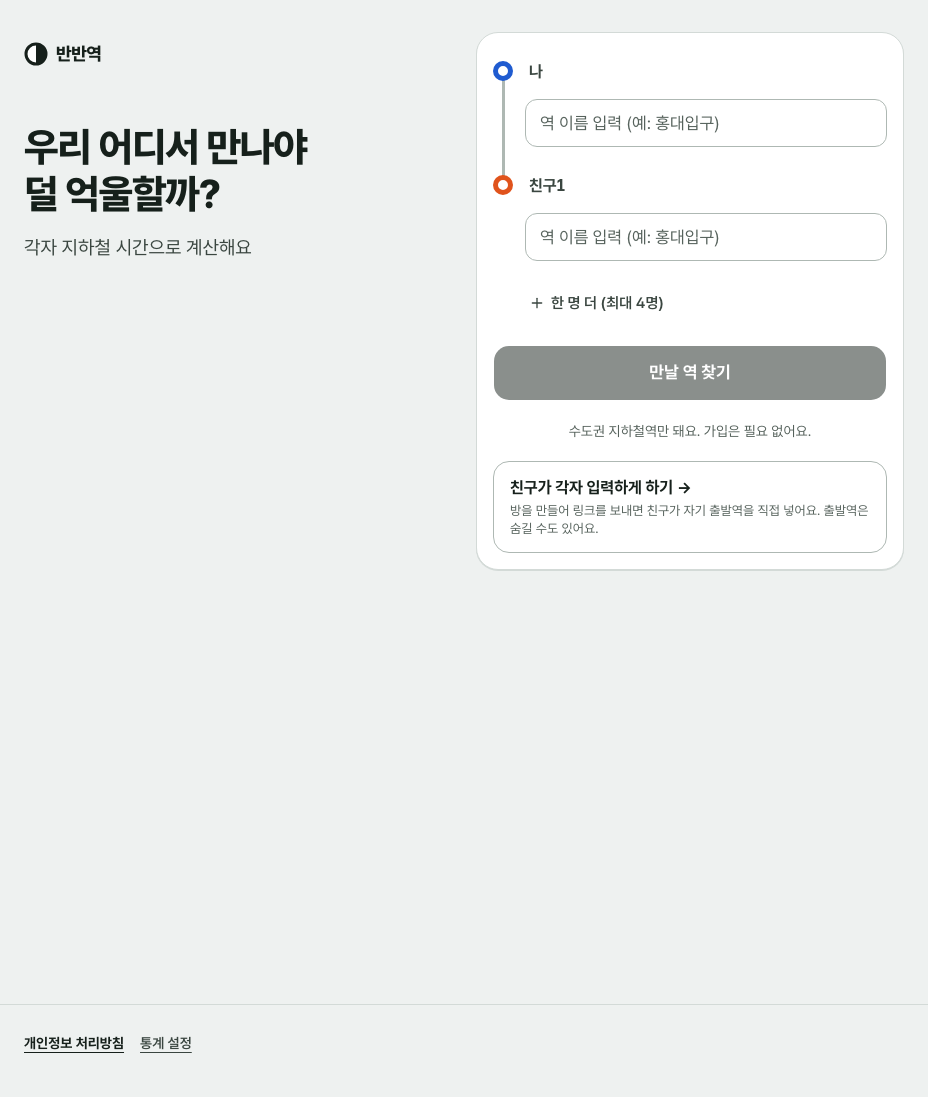 반반역
우리 어디서 만나야
덜 억울할까?
각자 지하철 시간으로 계산해요
나
역 이름 입력 (예: 홍대입구)
친구1
역 이름 입력 (예: 홍대입구)
+ 한 명 더 (최대 4명)
만날 역 찾기
수도권 지하철역만 돼요. 가입은 필요 없어요.
친구가 각자 입력하게 하기 →
방을 만들어 링크를 보내면 친구가 자기 출발역을 직접 넣어요. 출발역은
숨길 수도 있어요.
개인정보 처리방침 통계 설정